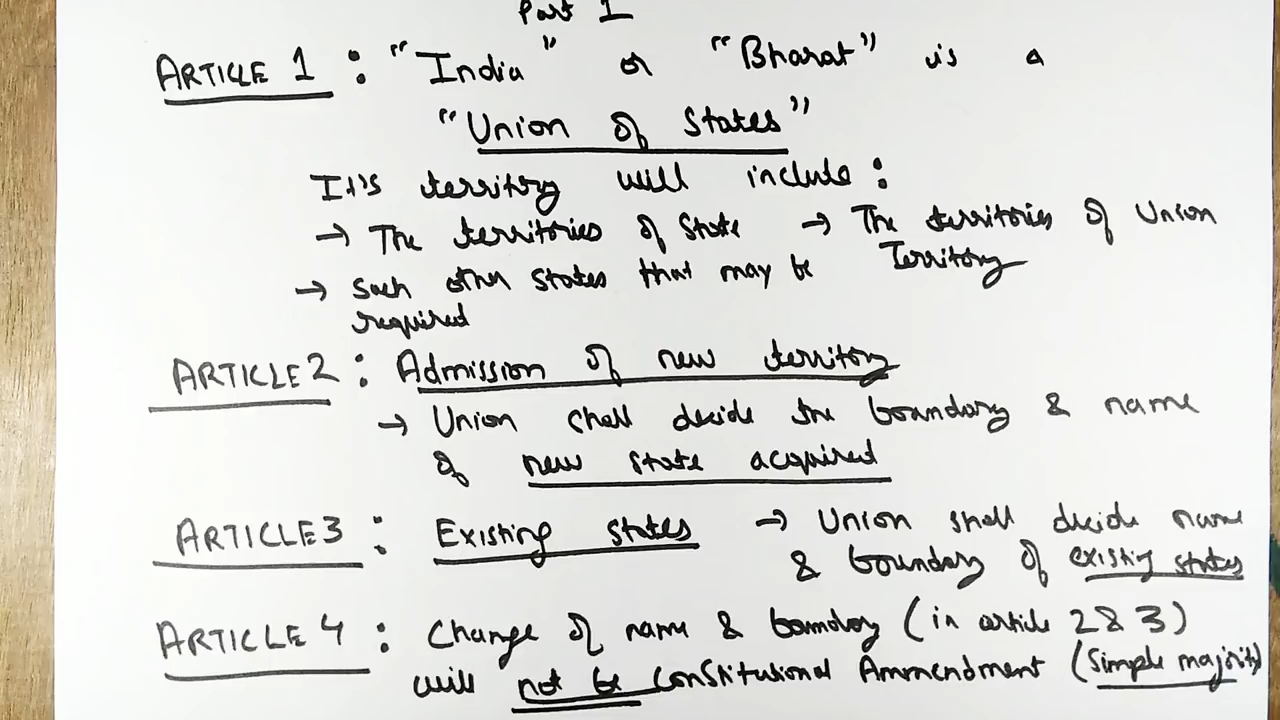 Part I
ARTICLE 1 : "India" or "Bharat" is a
"Union of States"
It's territory will include :
→ The territories of State → The territories of Union Territory
→ Such other states that may be
required
ARTICLE 2 : Admission of new territory
→ Union shall decide the boundary & name
of new state acquired
ARTICLE 3 : Existing states → Union shall decide name
& boundary of existing states
ARTICLE 4 : Change of name & boundary (in article 2 & 3)
will not be Constitutional Ammendment (Simple majority)